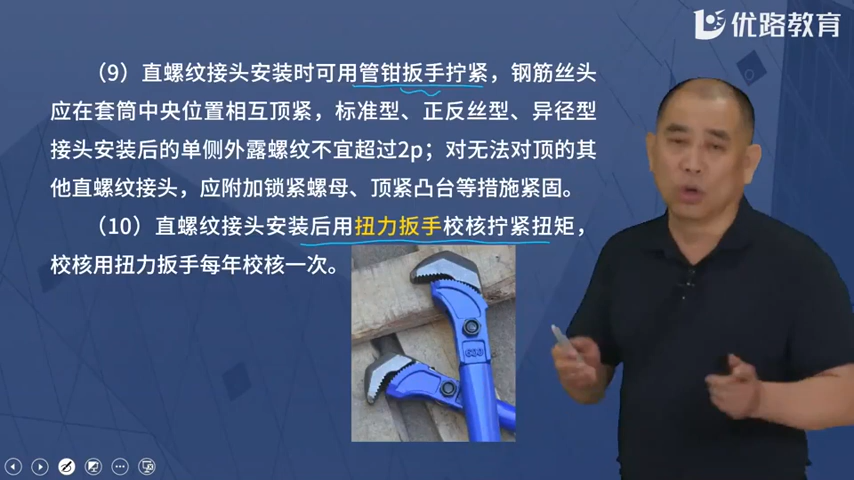 优路教育
（9）直螺纹接头安装时可用管钳扳手拧紧，钢筋丝头
应在套筒中央位置相互顶紧，标准型、正反丝型、异径型
接头安装后的单侧外露螺纹不宜超过2p；对无法对顶的其
他直螺纹接头，应附加锁紧螺母、顶紧凸台等措施紧固。
（10）直螺纹接头安装后用扭力扳手校核拧紧扭矩，
校核用扭力扳手每年校核一次。